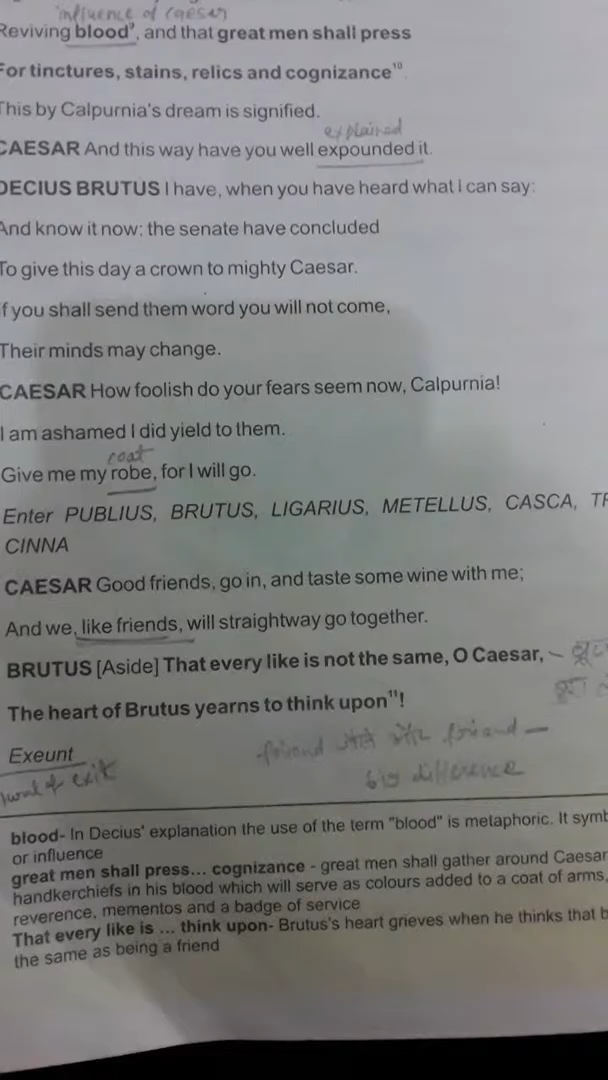 influence of caesar
Reviving blood⁹, and that great men shall press
For tinctures, stains, relics and cognizance¹⁰.
This by Calpurnia's dream is signified.
explained
CAESAR And this way have you well expounded it.
DECIUS BRUTUS I have, when you have heard what I can say:
And know it now: the senate have concluded
To give this day a crown to mighty Caesar.
If you shall send them word you will not come,
Their minds may change.
CAESAR How foolish do your fears seem now, Calpurnia!
I am ashamed I did yield to them.
coat
Give me my robe, for I will go.
Enter PUBLIUS, BRUTUS, LIGARIUS, METELLUS, CASCA, TR
CINNA
CAESAR Good friends, go in, and taste some wine with me;
And we, like friends, will straightway go together.
BRUTUS [Aside] That every like is not the same, O Caesar,
The heart of Brutus yearns to think upon¹¹!
Exeunt
friend friend
of exit
big difference
blood- In Decius' explanation the use of the term "blood" is metaphoric. It symb
or influence
great men shall press... cognizance - great men shall gather around Caesar
handkerchiefs in his blood which will serve as colours added to a coat of arms,
reverence, mementos and a badge of service
That every like is ... think upon- Brutus's heart grieves when he thinks that b
the same as being a friend